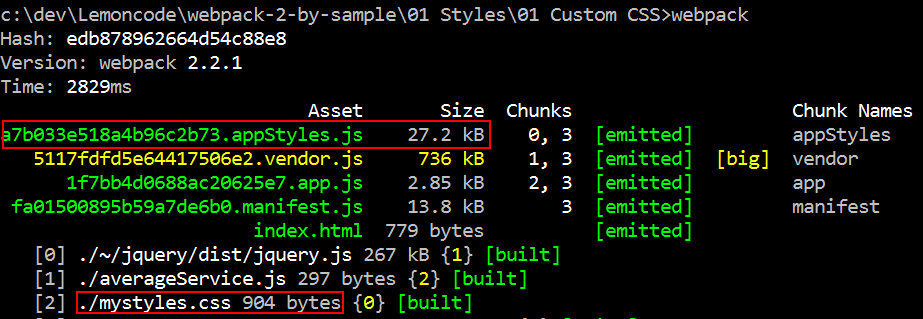 c:\dev\Lemoncode\webpack-2-by-sample\01 Styles\01 Custom CSS>webpack
Hash: edb878962664d54c88e8
Version: webpack 2.2.1
Time: 2829ms
Asset Size Chunks Chunk Names
a7b033e518a4b96c2b73.appStyles.js 27.2 kB 0, 3 [emitted] appStyles
5117fdfd5e64417506e2.vendor.js 736 kB 1, 3 [emitted] [big] vendor
1f7bb4d0688ac20625e7.app.js 2.85 kB 2, 3 [emitted] app
fa01500895b59a7de6b0.manifest.js 13.8 kB 3 [emitted] manifest
index.html 779 bytes [emitted]
[0] ./~/jquery/dist/jquery.js 267 kB {1} [built]
[1] ./averageService.js 297 bytes {2} [built]
[2] ./mystyles.css 904 bytes {0} [built]